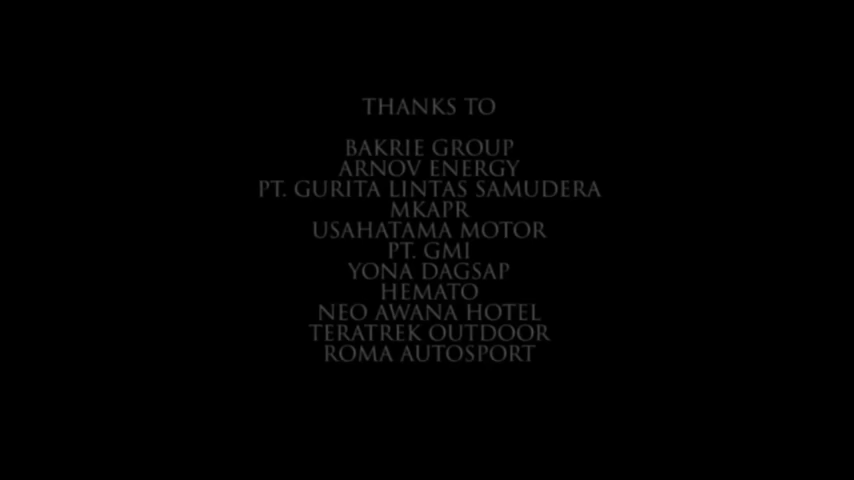 THANKS TO
BAKRIE GROUP
ARNOV ENERGY
PT. GURITA LINTAS SAMUDERA
MKAPR
USAHATAMA MOTOR
PT. GMI
YONA DAGSAP
HEMATO
NEO AWANA HOTEL
TERATREK OUTDOOR
ROMA AUTOSPORT